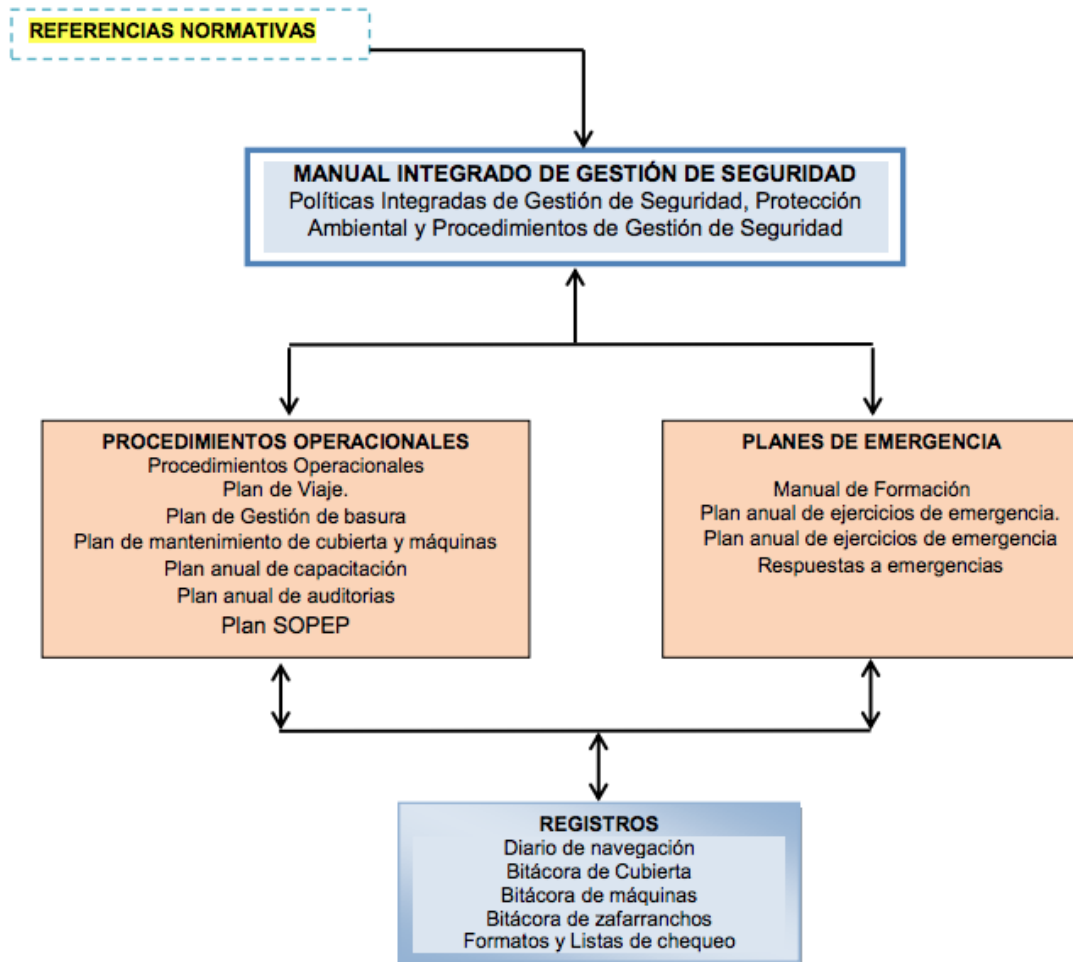 REFERENCIAS NORMATIVAS
MANUAL INTEGRADO DE GESTIÓN DE SEGURIDAD
Políticas Integradas de Gestión de Seguridad, Protección
Ambiental y Procedimientos de Gestión de Seguridad
PROCEDIMIENTOS OPERACIONALES
Procedimientos Operacionales
Plan de Viaje.
Plan de Gestión de basura
Plan de mantenimiento de cubierta y máquinas
Plan anual de capacitación
Plan anual de auditorias
Plan SOPEP
PLANES DE EMERGENCIA
Manual de Formación
Plan anual de ejercicios de emergencia.
Plan anual de ejercicios de emergencia
Respuestas a emergencias
REGISTROS
Diario de navegación
Bitácora de Cubierta
Bitácora de máquinas
Bitácora de zafarranchos
Formatos y Listas de chequeo